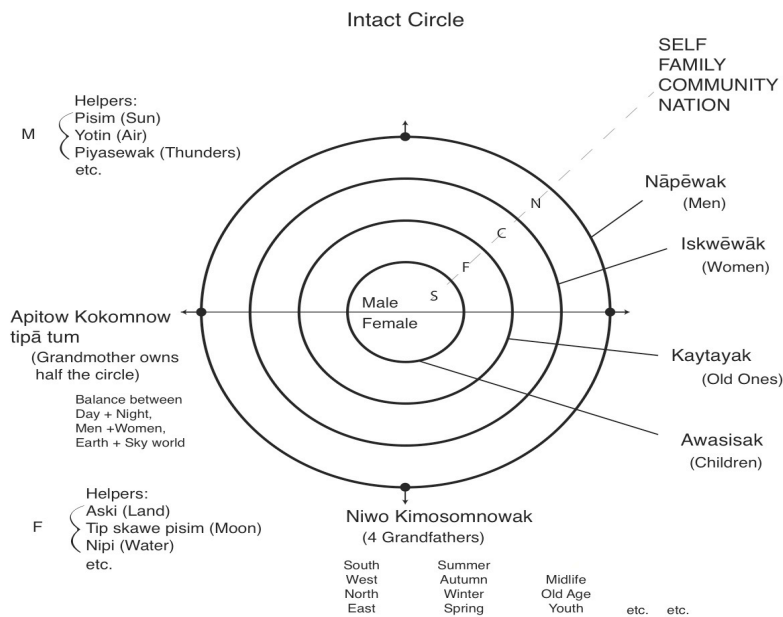 Intact Circle
SELF
FAMILY
COMMUNITY
NATION
Helpers:
M
Pisim (Sun)
Yotin (Air)
Piyasewak (Thunders)
etc.
N
C
F
S
Nāpēwak
(Men)
Iskwēwāk
(Women)
Male
Female
Apitow Kokomnow
tipā tum
(Grandmother owns
half the circle)
Balance between
Day + Night,
Men +Women,
Earth + Sky world
Kaytayak
(Old Ones)
Awasisak
(Children)
Helpers:
F
Aski (Land)
Tip skawe pisim (Moon)
Nipi (Water)
etc.
Niwo Kimosomnowak
(4 Grandfathers)
South Summer
West Autumn Midlife
North Winter Old Age
East Spring Youth etc. etc.